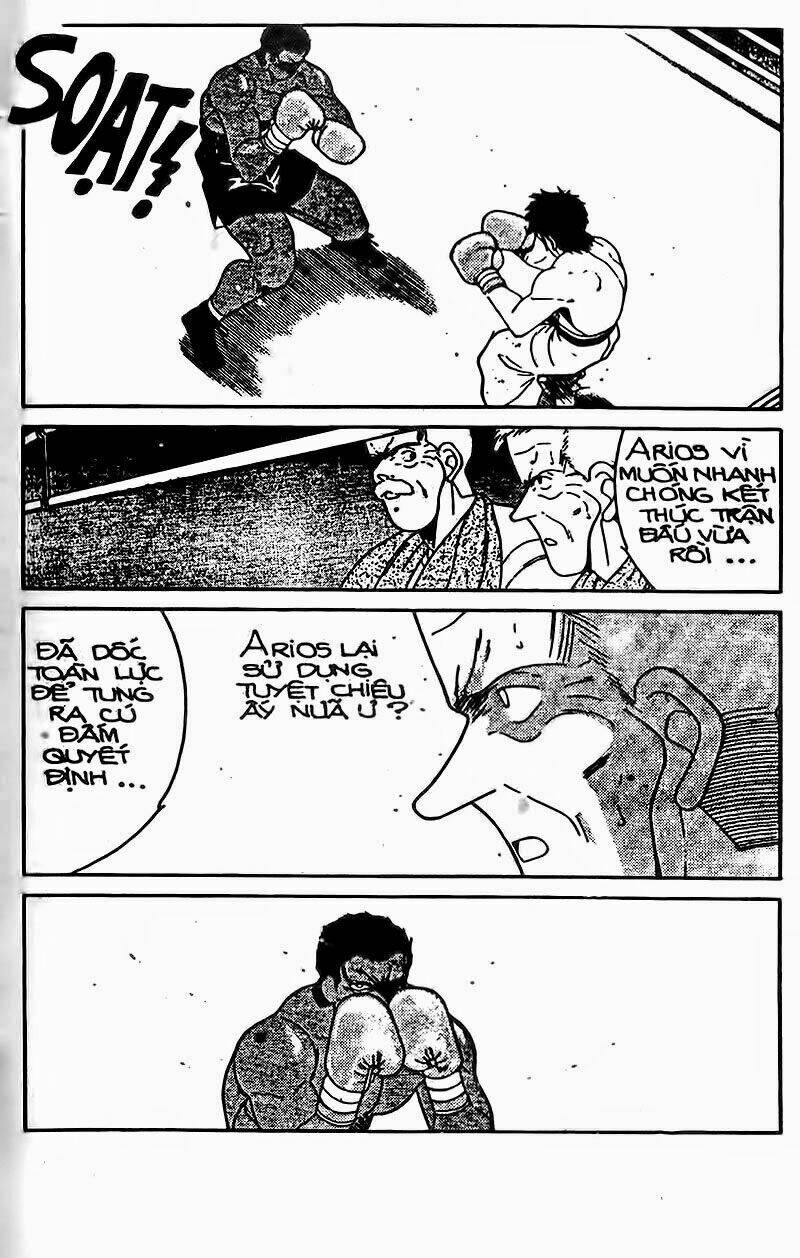 SOẠT!
ARIOS VÌ
MUỐN NHANH
CHÓNG KẾT
THÚC TRẬN
ĐẤU VỪA
RỒI ...
ĐÃ DỐC
TOÀN LỰC
ĐỂ TUNG
RA CÚ
ĐẤM
QUYẾT
ĐỊNH ...
ARIOS LẠI
SỬ DỤNG
TUYỆT CHIÊU
ẤY NỮA Ư?